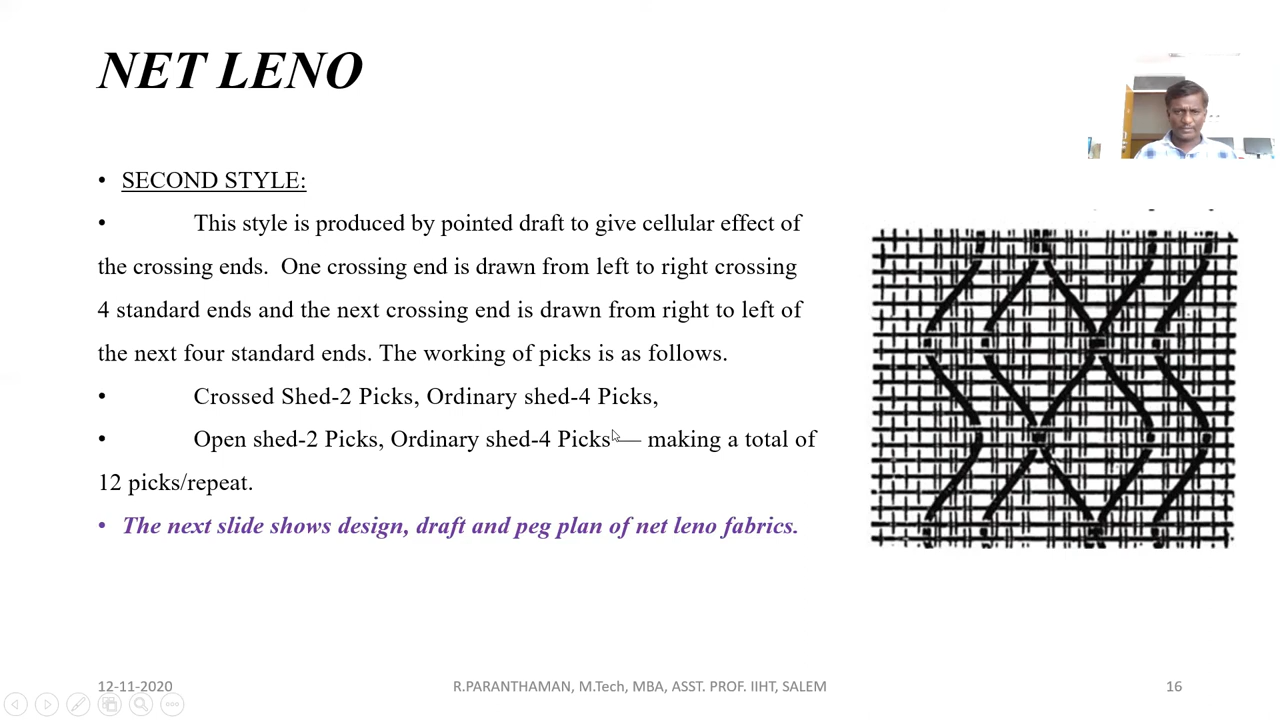 NET LENO
• SECOND STYLE:
• This style is produced by pointed draft to give cellular effect of
the crossing ends. One crossing end is drawn from left to right crossing
4 standard ends and the next crossing end is drawn from right to left of
the next four standard ends. The working of picks is as follows.
• Crossed Shed-2 Picks, Ordinary shed-4 Picks,
• Open shed-2 Picks, Ordinary shed-4 Picks — making a total of
12 picks/repeat.
• The next slide shows design, draft and peg plan of net leno fabrics.
12-11-2020
R.PARANTHAMAN, M.Tech, MBA, ASST. PROF. IIHT, SALEM
16